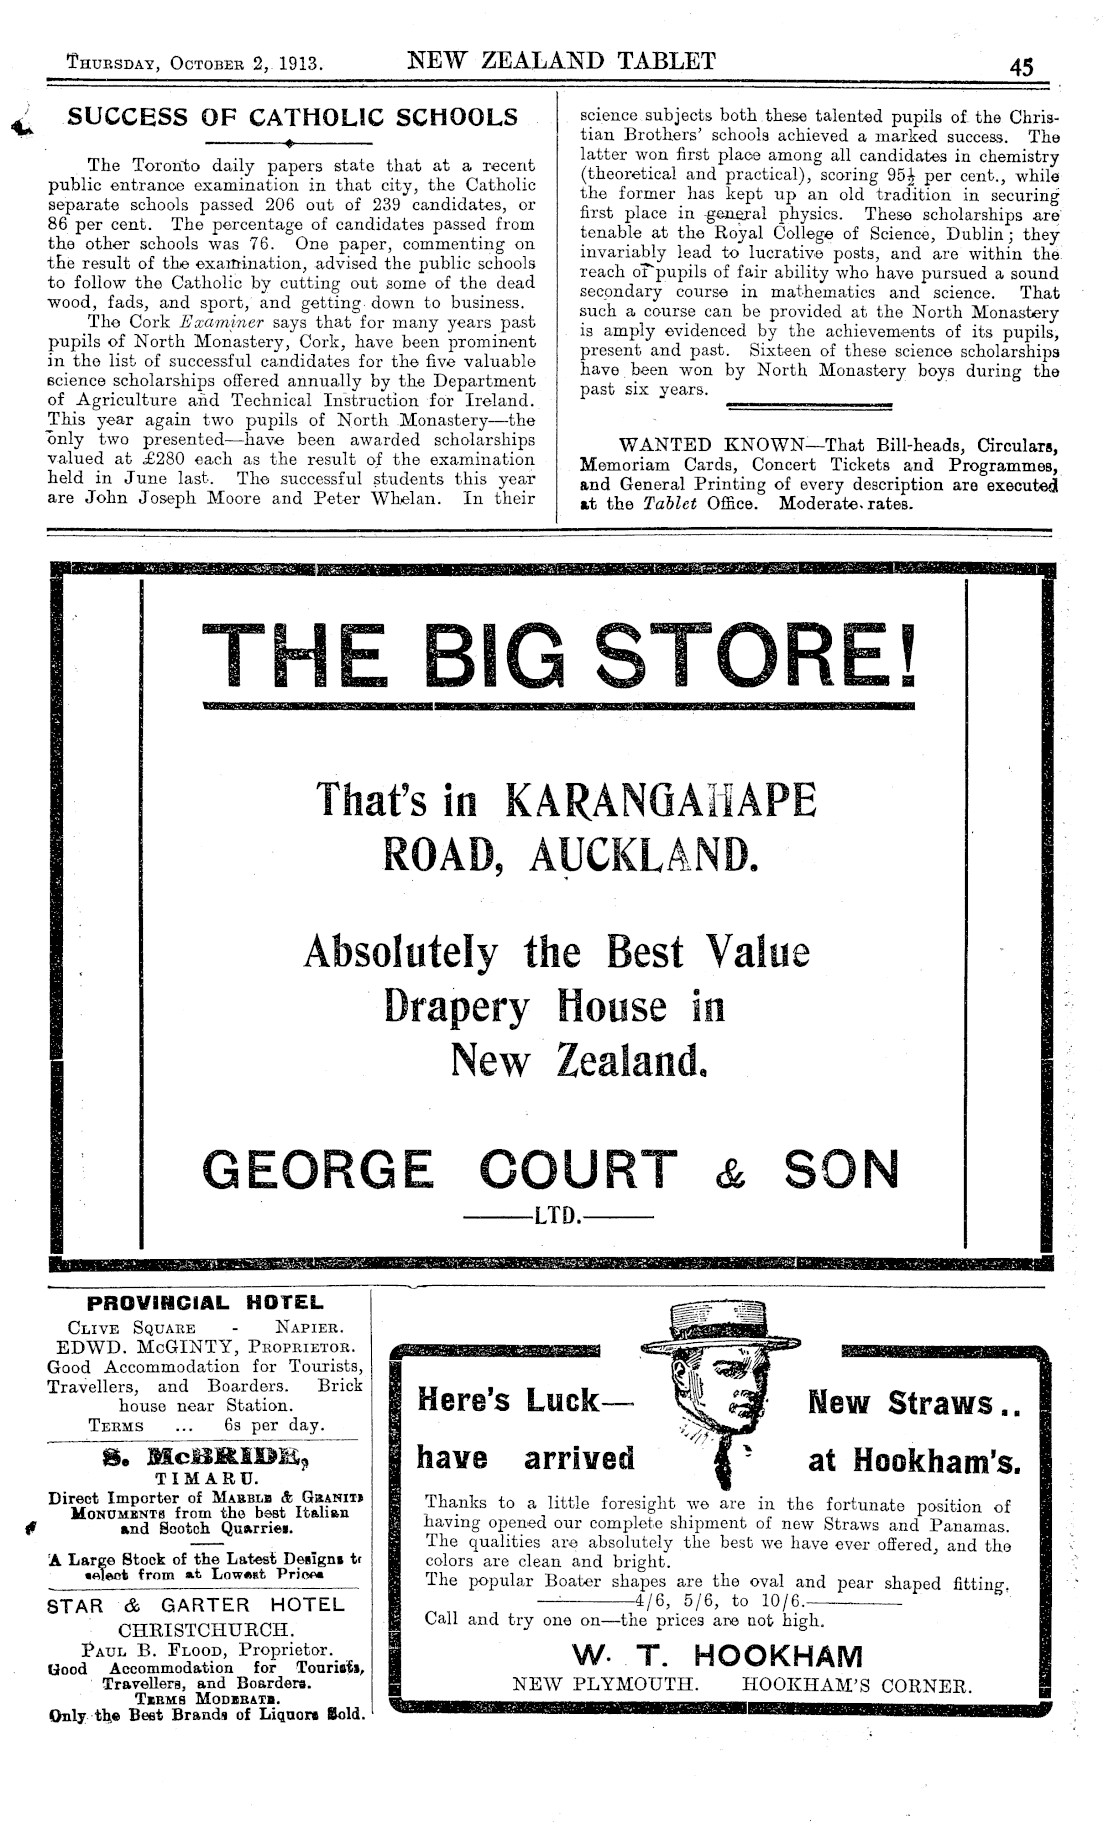 THURSDAY, OCTOBER 2, 1913.
NEW ZEALAND TABLET
45
SUCCESS OF CATHOLIC SCHOOLS
The Toronto daily papers state that at a recent
public entrance examination in that city, the Catholic
separate schools passed 206 out of 239 candidates, or
86 per cent. The percentage of candidates passed from
the other schools was 76. One paper, commenting on
the result of the examination, advised the public schools
to follow the Catholic by cutting out some of the dead
wood, fads, and sport, and getting down to business.
The Cork Examiner says that for many years past
pupils of North Monastery, Cork, have been prominent
in the list of successful candidates for the five valuable
science scholarships offered annually by the Department
of Agriculture and Technical Instruction for Ireland.
This year again two pupils of North Monastery—the
only two presented—have been awarded scholarships
valued at £280 each as the result of the examination
held in June last. The successful students this year
are John Joseph Moore and Peter Whelan. In their
science subjects both these talented pupils of the Chris-
tian Brothers' schools achieved a marked success. The
latter won first place among all candidates in chemistry
(theoretical and practical), scoring 95½ per cent., while
the former has kept up an old tradition in securing
first place in general physics. These scholarships are
tenable at the Royal College of Science, Dublin; they
invariably lead to lucrative posts, and are within the
reach of pupils of fair ability who have pursued a sound
secondary course in mathematics and science. That
such a course can be provided at the North Monastery
is amply evidenced by the achievements of its pupils,
present and past. Sixteen of these science scholarships
have been won by North Monastery boys during the
past six years.
WANTED KNOWN—That Bill-heads, Circulars,
Memoriam Cards, Concert Tickets and Programmes,
and General Printing of every description are executed
at the Tablet Office. Moderate rates.
THE BIG STORE!
That's in KARANGAHAPE
ROAD, AUCKLAND.
Absolutely the Best Value
Drapery House in
New Zealand.
GEORGE COURT & SON
LTD.
PROVINCIAL HOTEL
CLIVE SQUARE - NAPIER.
EDWD. McGINTY, PROPRIETOR.
Good Accommodation for Tourists,
Travellers, and Boarders. Brick
house near Station.
TERMS ... 6s per day.
S. McBRIDE,
TIMARU.
Direct Importer of MARBLE & GRANITE
MONUMENTS from the best Italian
and Scotch Quarries.
A Large Stock of the Latest Designs to
select from at Lowest Prices
STAR & GARTER HOTEL
CHRISTCHURCH.
PAUL B. FLOOD, Proprietor.
Good Accommodation for Tourists,
Travellers, and Boarders.
TERMS MODERATE.
Only the Best Brands of Liquors Sold.
Here's Luck— New Straws..
have arrived at Hookham's.
Thanks to a little foresight we are in the fortunate position of
having opened our complete shipment of new Straws and Panamas.
The qualities are absolutely the best we have ever offered, and the
colors are clean and bright.
The popular Boater shapes are the oval and pear shaped fitting.
4/6, 5/6, to 10/6.
Call and try one on—the prices are not high.
W. T. HOOKHAM
NEW PLYMOUTH. HOOKHAM'S CORNER.